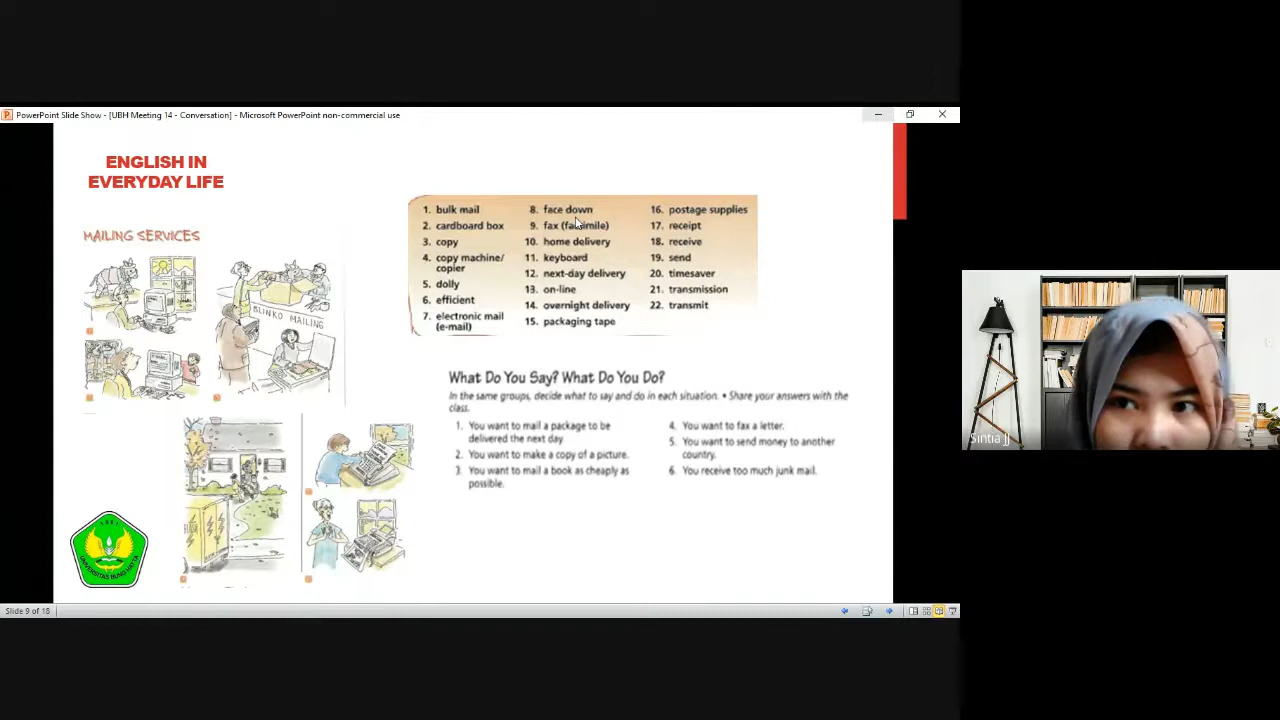 PowerPoint Slide Show - [UBH Meeting 14 - Conversation] - Microsoft PowerPoint non-commercial use
ENGLISH IN
EVERYDAY LIFE
MAILING SERVICES
BLINKO MAILING
1. bulk mail
2. cardboard box
3. copy
4. copy machine/
copier
5. dolly
6. efficient
7. electronic mail
(e-mail)
8. face down
9. fax (facsimile)
10. home delivery
11. keyboard
12. next-day delivery
13. on-line
14. overnight delivery
15. packaging tape
16. postage supplies
17. receipt
18. receive
19. send
20. timesaver
21. transmission
22. transmit
What Do You Say? What Do You Do?
In the same groups, decide what to say and do in each situation. • Share your answers with the
class.
1. You want to mail a package to be
delivered the next day
2. You want to make a copy of a picture.
3. You want to mail a book as cheaply as
possible.
4. You want to fax a letter.
5. You want to send money to another
country.
6. You receive too much junk mail.
UNIVERSITAS BUNG HATTA
Slide 9 of 18
Sintia JJ